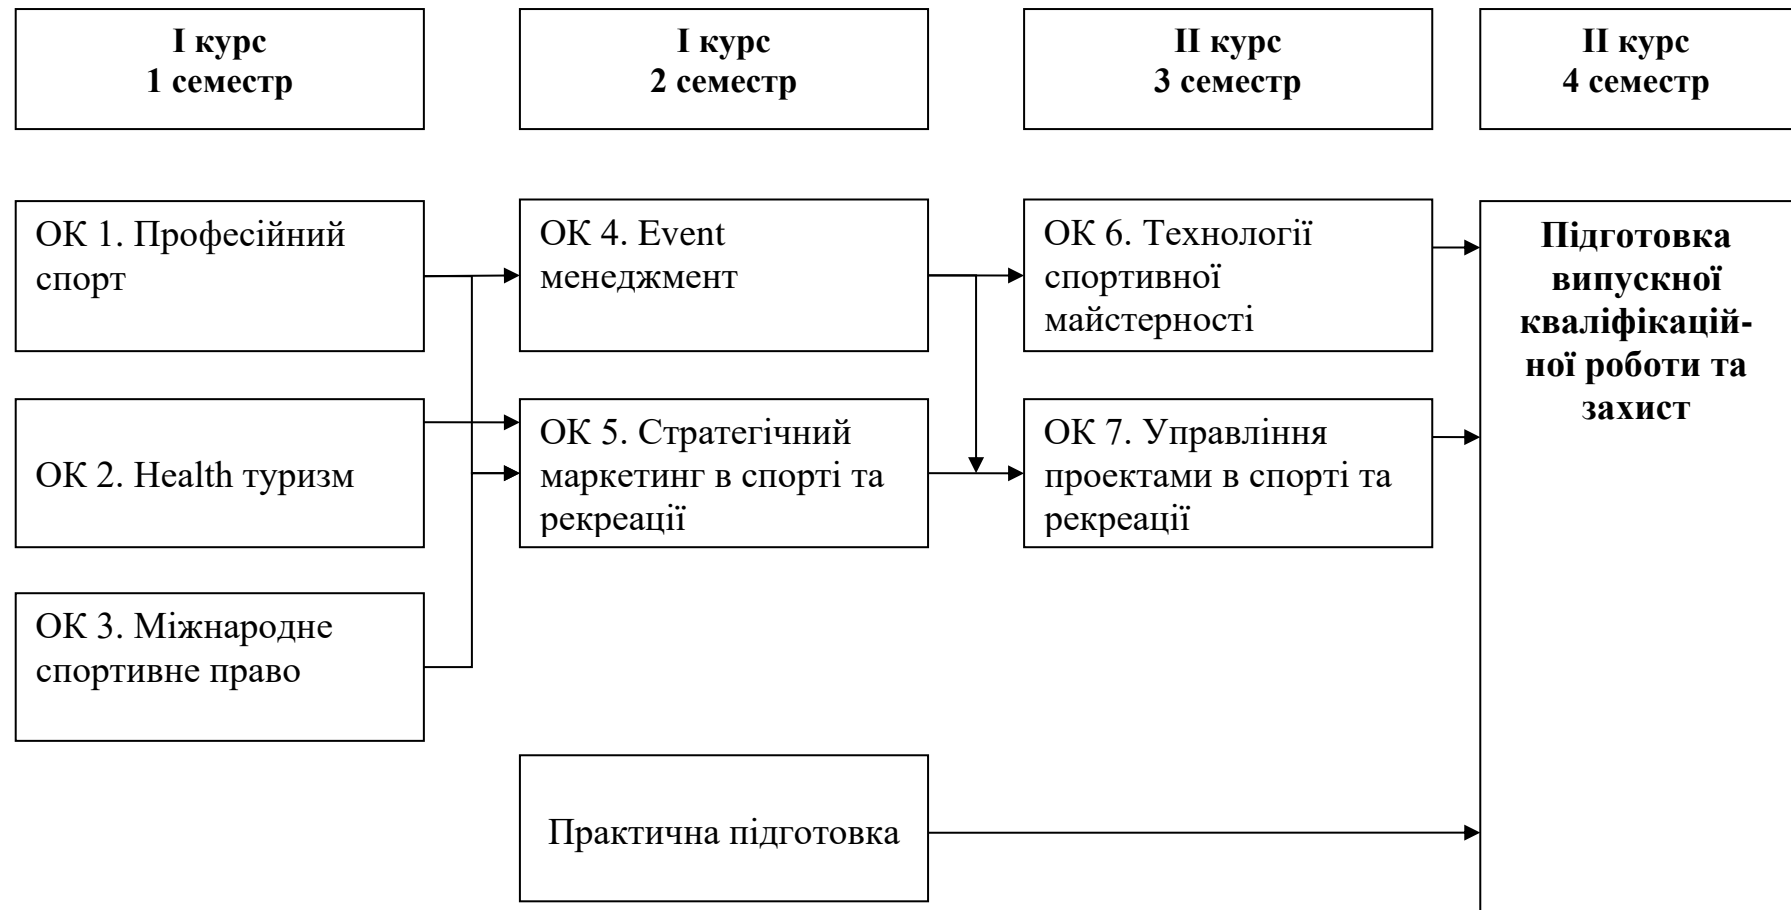 І курс
1 семестр
І курс
2 семестр
ІІ курс
3 семестр
ІІ курс
4 семестр
ОК 1. Професійний
спорт
ОК 4. Event
менеджмент
ОК 6. Технології
спортивної
майстерності
Підготовка
випускної
кваліфікацій-
ної роботи та
захист
ОК 2. Health туризм
ОК 5. Стратегічний
маркетинг в спорті та
рекреації
ОК 7. Управління
проектами в спорті та
рекреації
ОК 3. Міжнародне
спортивне право
Практична підготовка